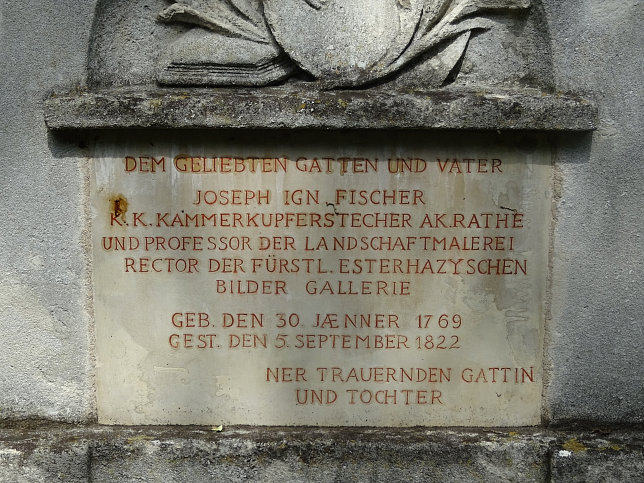 DEM GELIEBTEN GATTEN UND VATER
JOSEPH IGN. FISCHER
K. K. KAMMERKUPFERSTECHER AK. RATHE
UND PROFESSOR DER LANDSCHAFTMALEREI
RECTOR DER FÜRSTL. ESTERHAZYSCHEN
BILDER GALLERIE
GEB. DEN 30. JÆNNER 1769
GEST. DEN 5. SEPTEMBER 1822
NER TRAUERNDEN GATTIN
UND TOCHTER